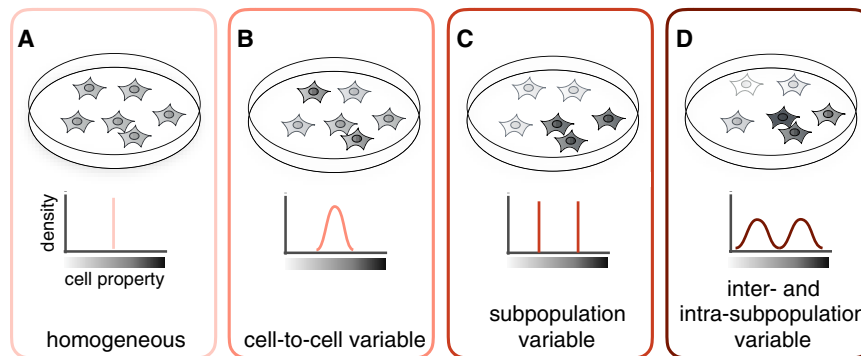 A
B
C
D
density
cell property
homogeneous
cell-to-cell variable
subpopulation
variable
inter- and
intra-subpopulation
variable